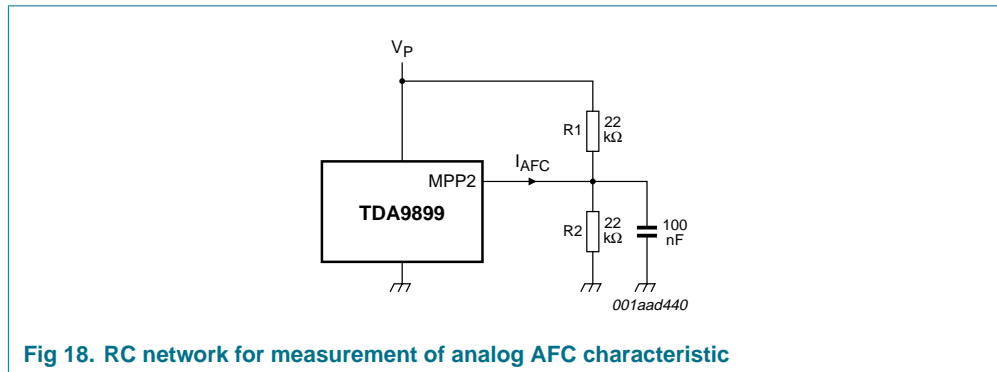 VP
R1 22 kΩ
IAFC
MPP2
TDA9899
R2 22 kΩ
100 nF
001aad440
Fig 18. RC network for measurement of analog AFC characteristic